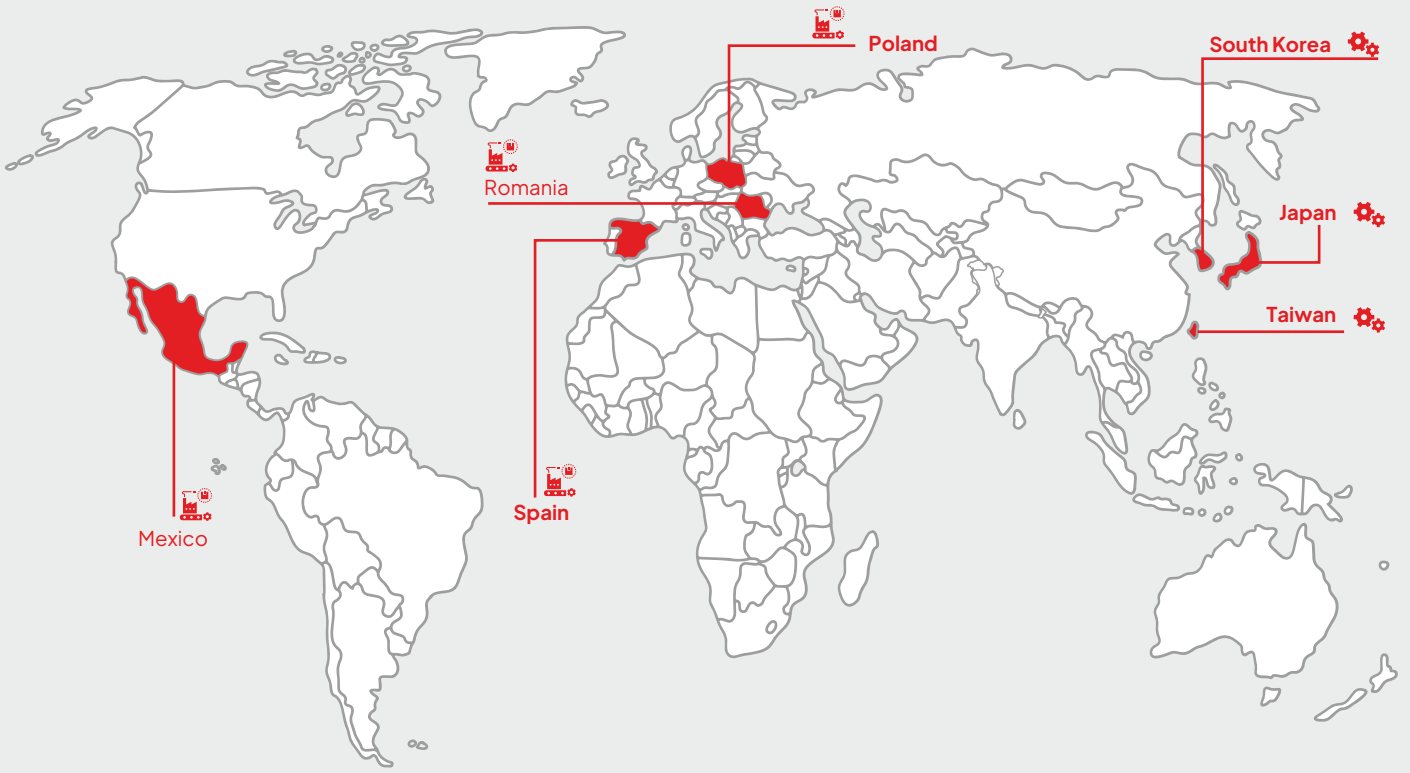 Poland
South Korea
Romania
Japan
Taiwan
Spain
Mexico